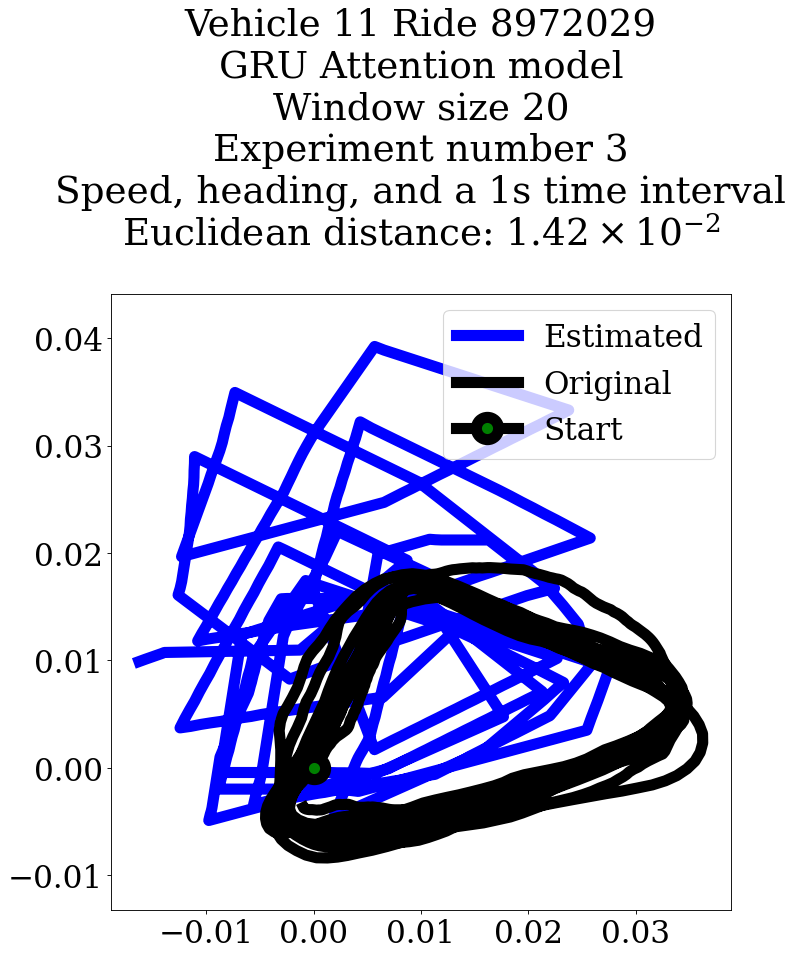 Vehicle 11 Ride 8972029
GRU Attention model
Window size 20
Experiment number 3
Speed, heading, and a 1s time interval
Euclidean distance: 1.42 × 10⁻²
Estimated
Original
Start
0.04
0.03
0.02
0.01
0.00
−0.01
−0.01 0.00 0.01 0.02 0.03